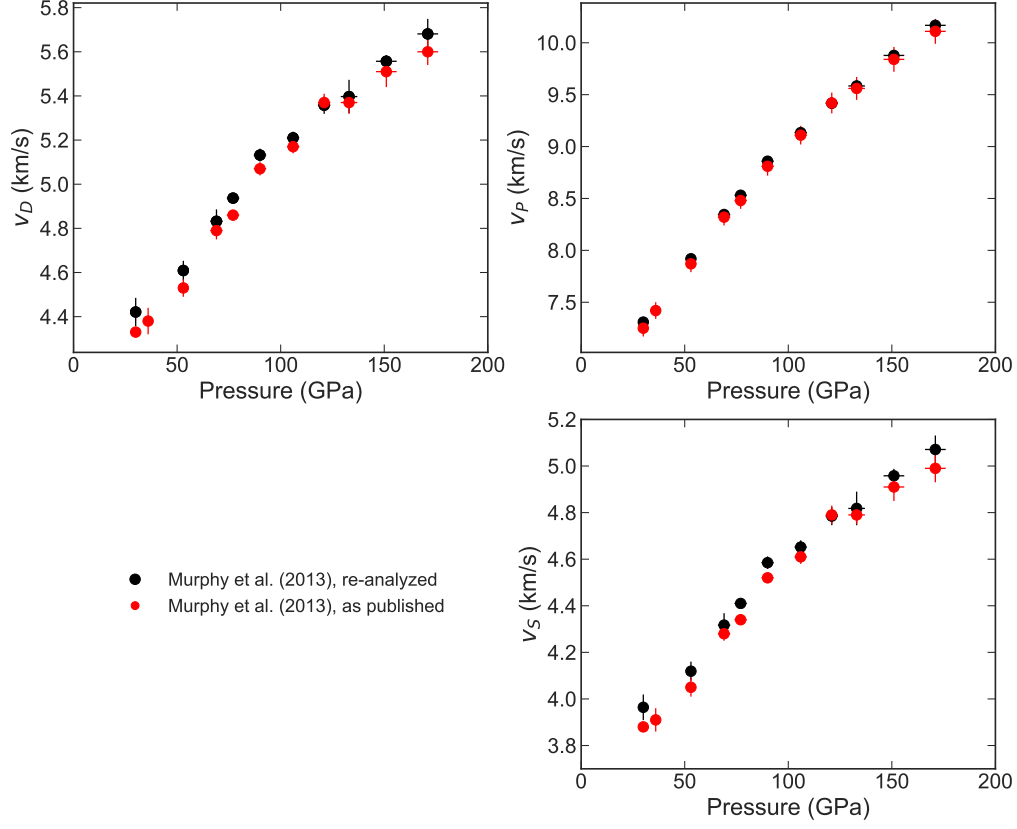 5.8
5.6
5.4
5.2
5.0
4.8
4.6
4.4
0 50 100 150 200
v_D (km/s)
Pressure (GPa)
10.0
9.5
9.0
8.5
8.0
7.5
0 50 100 150 200
v_P (km/s)
Pressure (GPa)
Murphy et al. (2013), re-analyzed
Murphy et al. (2013), as published
5.2
5.0
4.8
4.6
4.4
4.2
4.0
3.8
0 50 100 150 200
v_S (km/s)
Pressure (GPa)